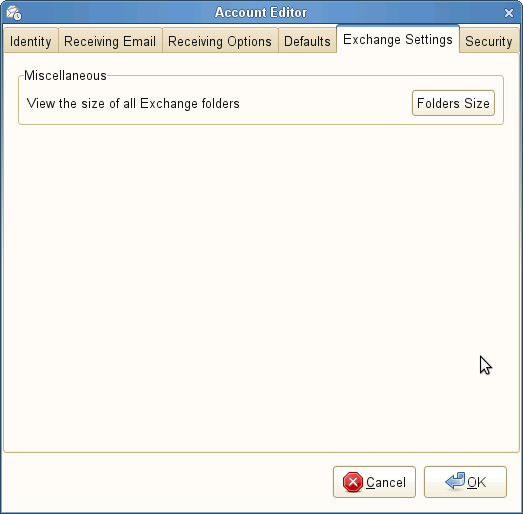 Account Editor
Identity Receiving Email Receiving Options Defaults Exchange Settings Security
Miscellaneous
View the size of all Exchange folders Folders Size
Cancel OK